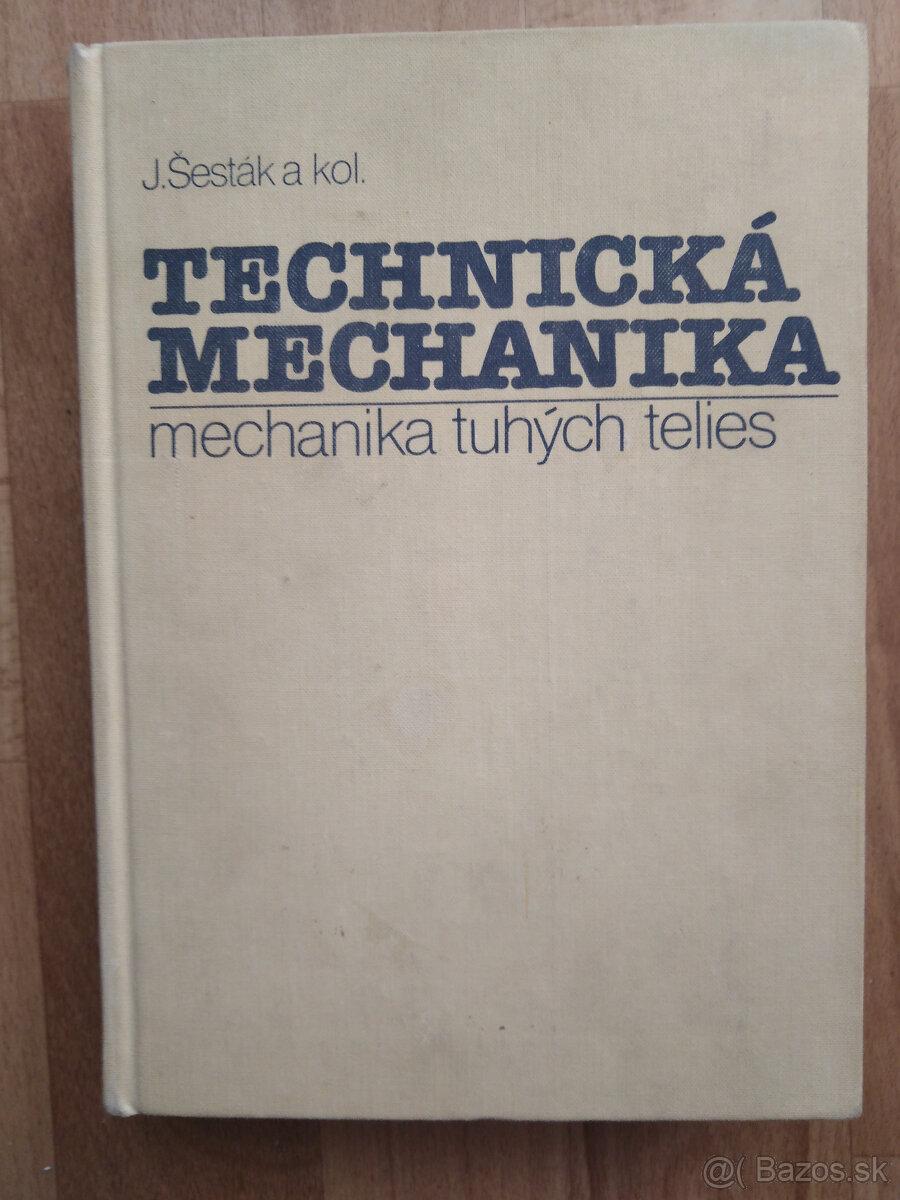 J. Šesták a kol.
TECHNICKÁ
MECHANIKA
mechanika tuhých telies
@( Bazos.sk